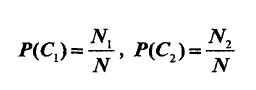 P(C₁) = N₁/N, P(C₂) = N₂/N